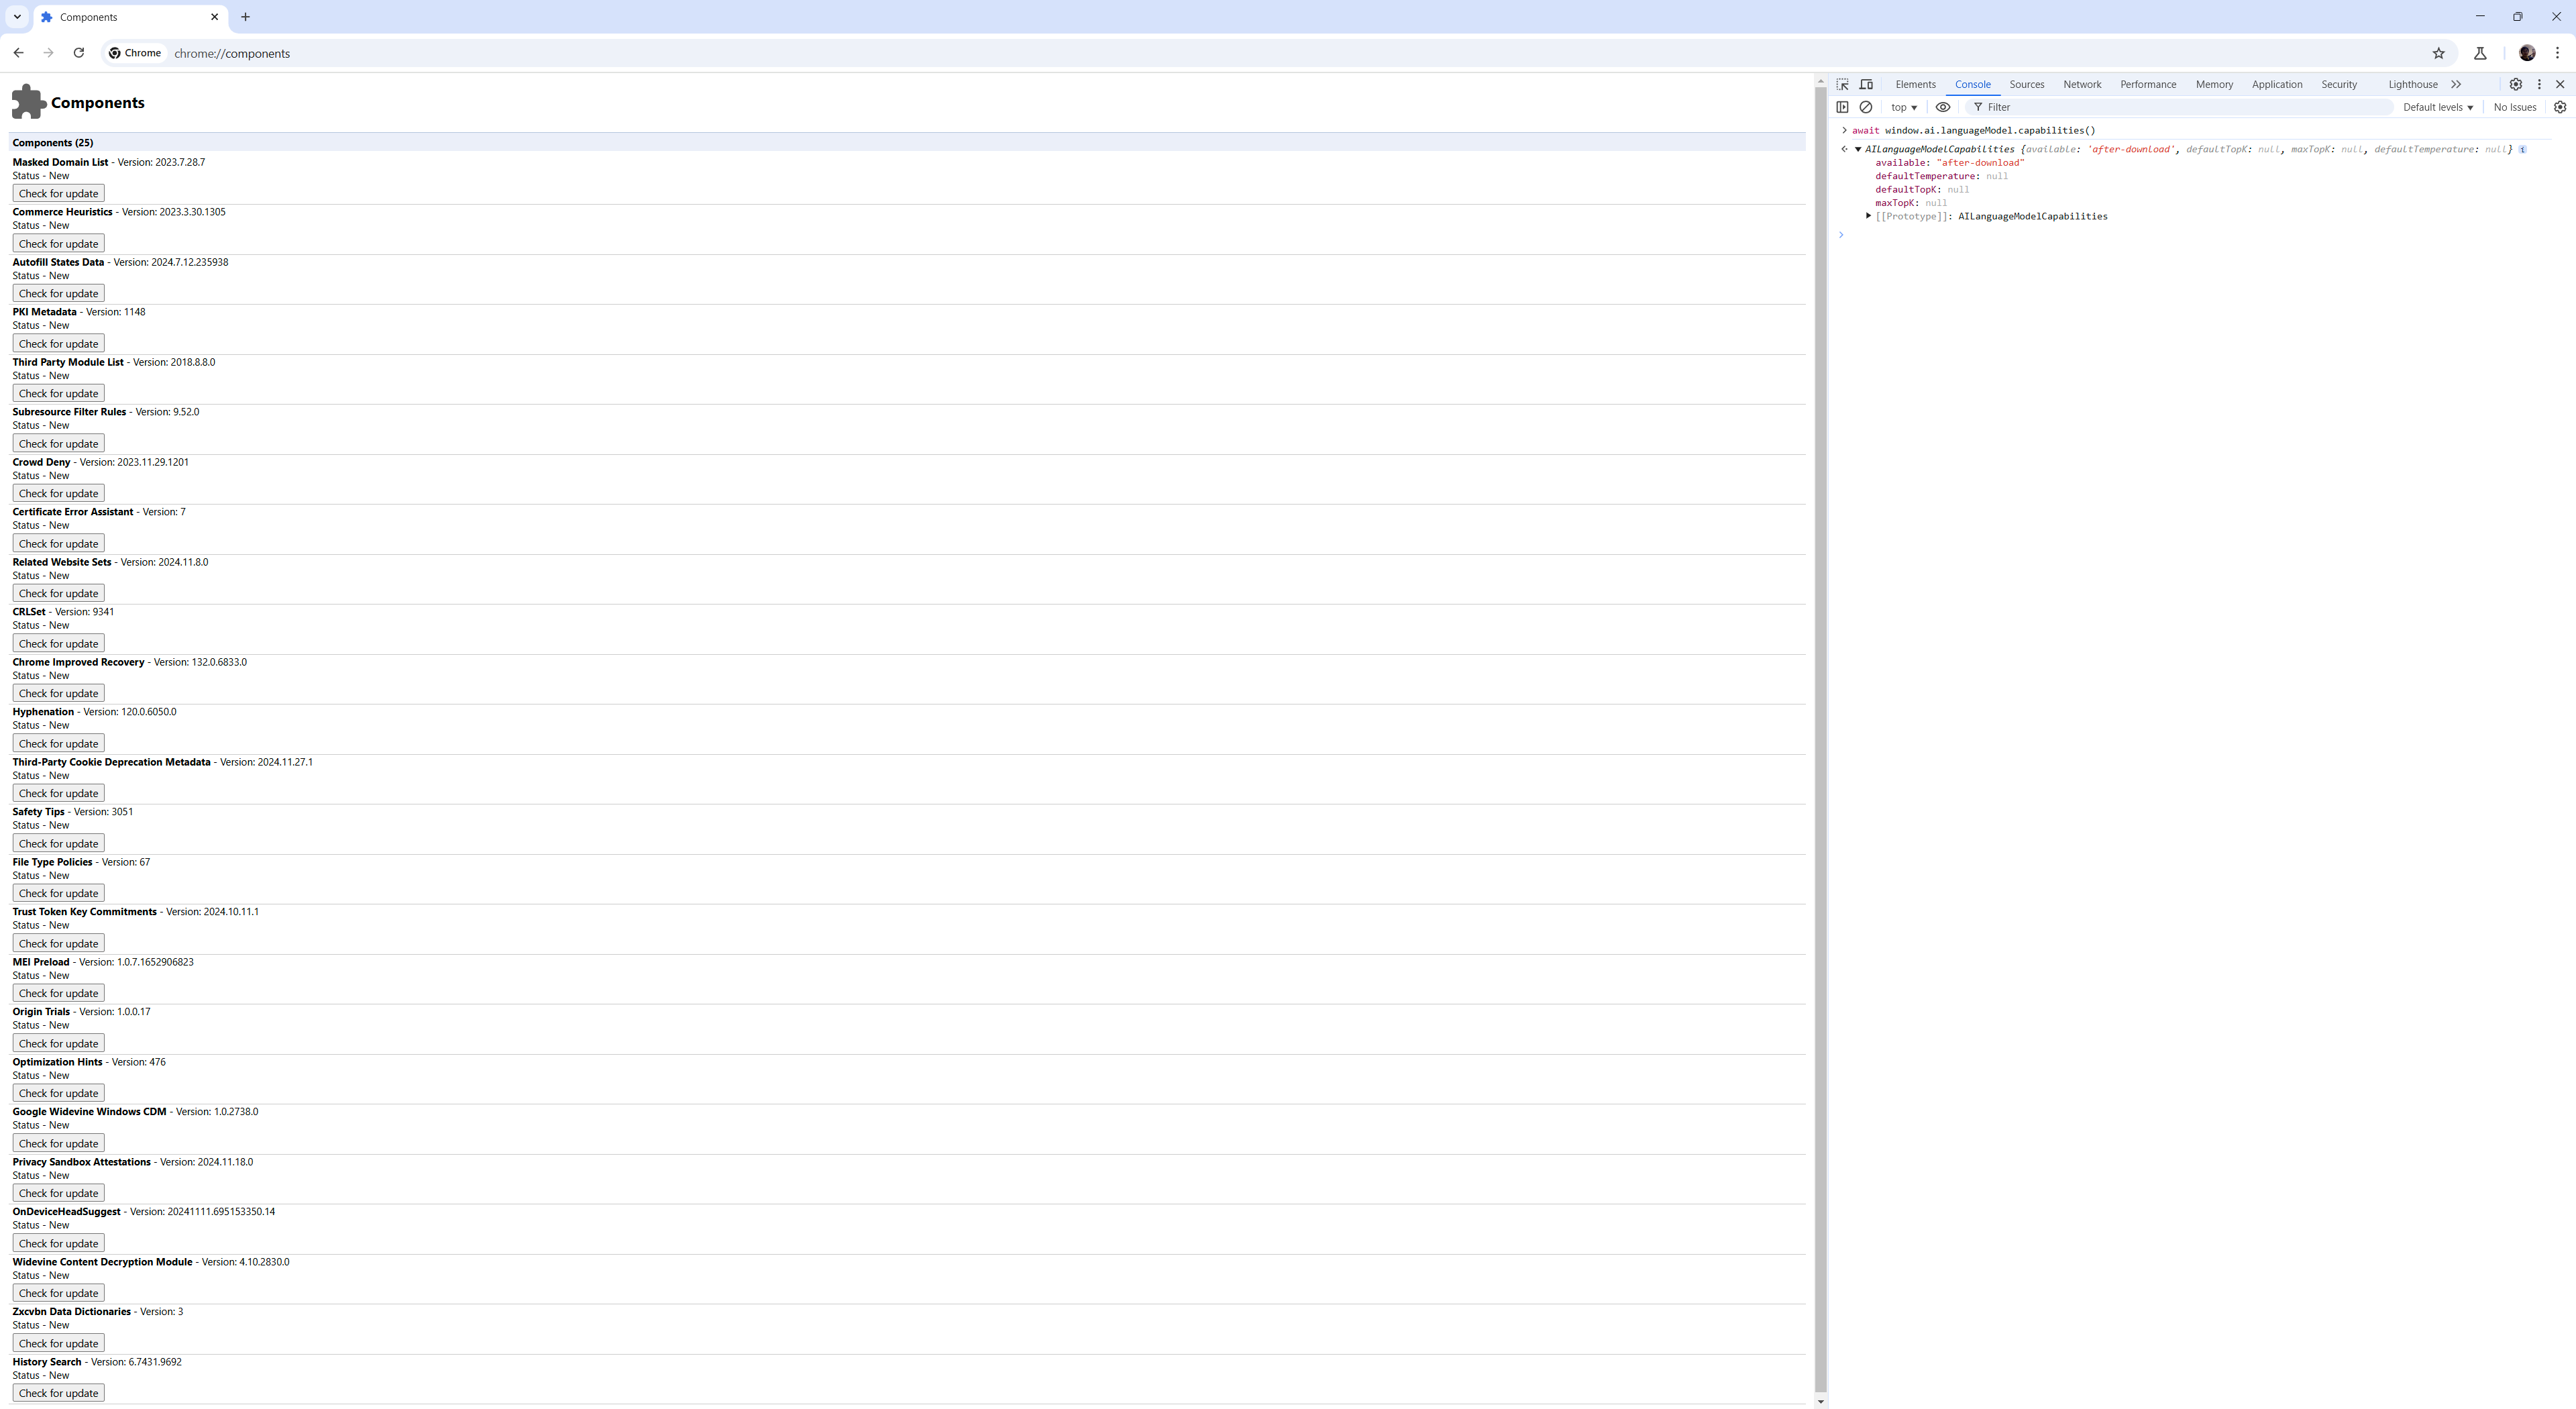 Components
Chrome
chrome://components
Components
Components (25)
Masked Domain List - Version: 2023.7.28.7
Status - New
Check for update
Commerce Heuristics - Version: 2023.3.30.1305
Status - New
Check for update
Autofill States Data - Version: 2024.7.12.235938
Status - New
Check for update
PKI Metadata - Version: 1148
Status - New
Check for update
Third Party Module List - Version: 2018.8.8.0
Status - New
Check for update
Subresource Filter Rules - Version: 9.52.0
Status - New
Check for update
Crowd Deny - Version: 2023.11.29.1201
Status - New
Check for update
Certificate Error Assistant - Version: 7
Status - New
Check for update
Related Website Sets - Version: 2024.11.8.0
Status - New
Check for update
CRLSet - Version: 9341
Status - New
Check for update
Chrome Improved Recovery - Version: 132.0.6833.0
Status - New
Check for update
Hyphenation - Version: 120.0.6050.0
Status - New
Check for update
Third-Party Cookie Deprecation Metadata - Version: 2024.11.27.1
Status - New
Check for update
Safety Tips - Version: 3051
Status - New
Check for update
File Type Policies - Version: 67
Status - New
Check for update
Trust Token Key Commitments - Version: 2024.10.11.1
Status - New
Check for update
MEI Preload - Version: 1.0.7.1652906823
Status - New
Check for update
Origin Trials - Version: 1.0.0.17
Status - New
Check for update
Optimization Hints - Version: 476
Status - New
Check for update
Google Widevine Windows CDM - Version: 1.0.2738.0
Status - New
Check for update
Privacy Sandbox Attestations - Version: 2024.11.18.0
Status - New
Check for update
OnDeviceHeadSuggest - Version: 20241111.695153350.14
Status - New
Check for update
Widevine Content Decryption Module - Version: 4.10.2830.0
Status - New
Check for update
Zxcvbn Data Dictionaries - Version: 3
Status - New
Check for update
History Search - Version: 6.7431.9692
Status - New
Check for update
Elements Console Sources Network Performance Memory Application Security Lighthouse
top Filter Default levels No Issues
await window.ai.languageModel.capabilities()
AILanguageModelCapabilities {available: 'after-download', defaultTopK: null, maxTopK: null, defaultTemperature: null}
available: "after-download"
defaultTemperature: null
defaultTopK: null
maxTopK: null
[[Prototype]]: AILanguageModelCapabilities